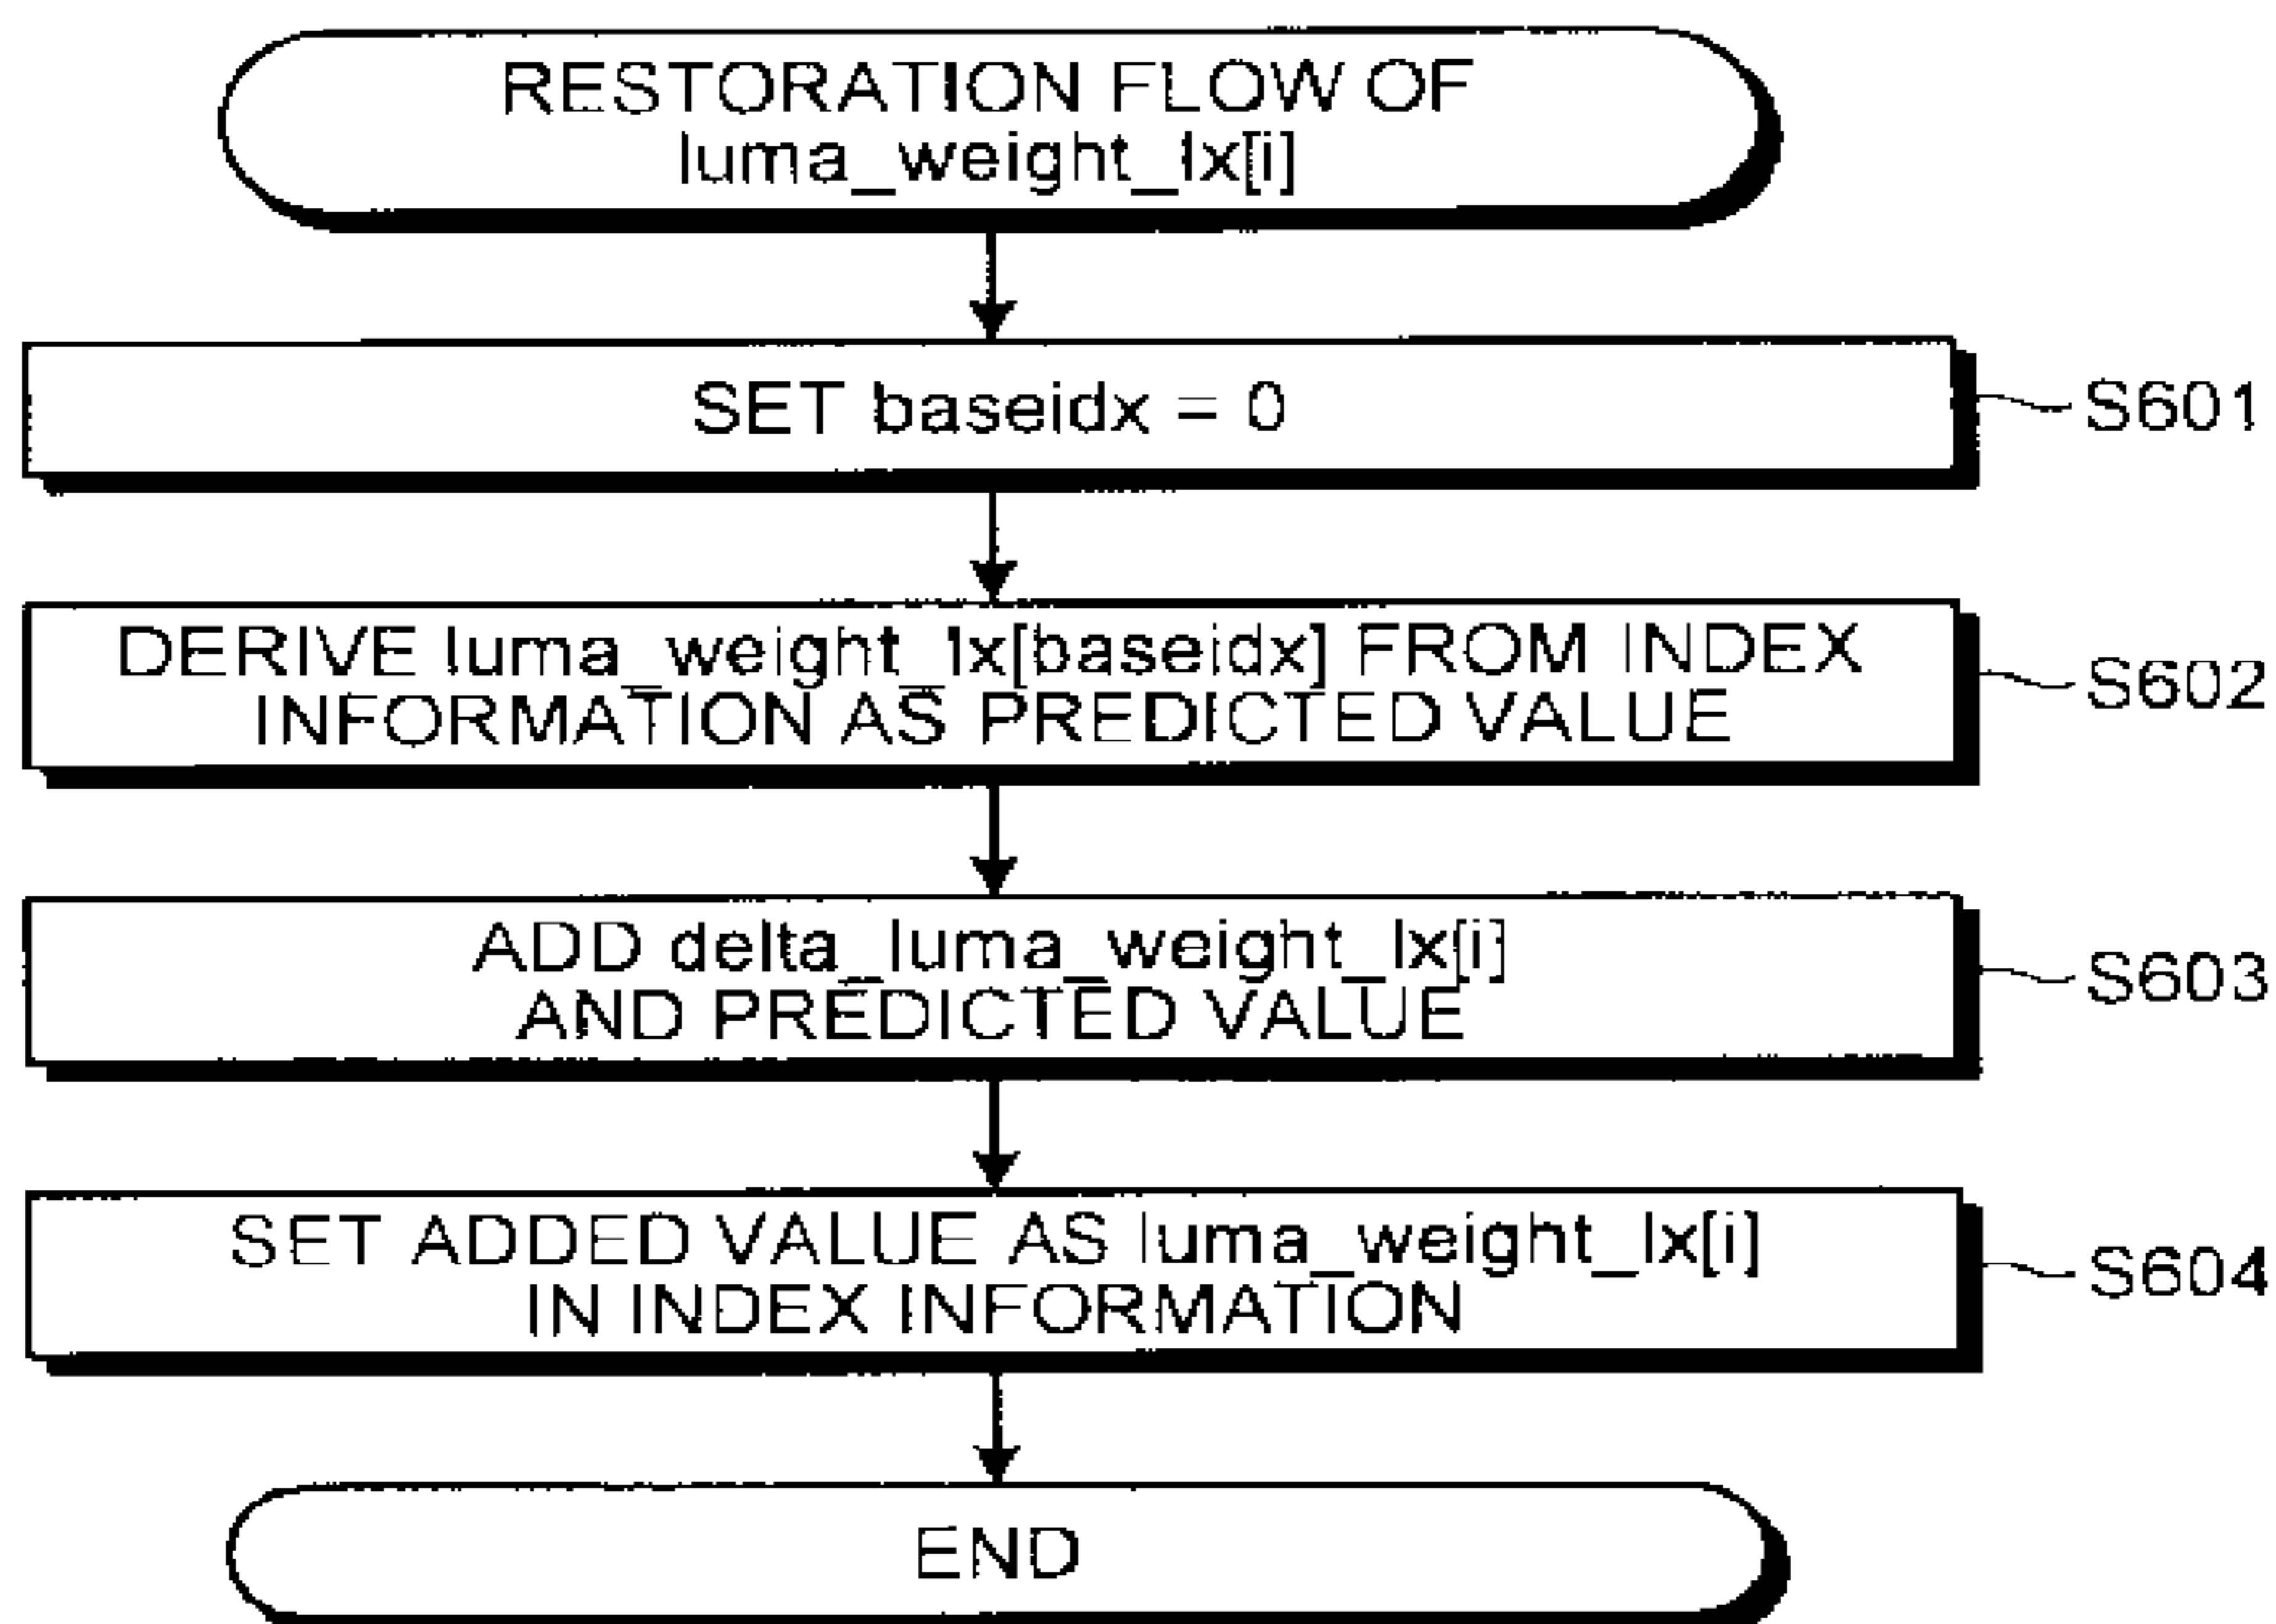 RESTORATION FLOW OF
luma_weight_lx[i]
SET baseidx = 0
S601
DERIVE luma_weight_lx[baseidx] FROM INDEX
INFORMATION AS PREDICTED VALUE
S602
ADD delta_luma_weight_lx[i]
AND PREDICTED VALUE
S603
SET ADDED VALUE AS luma_weight_lx[i]
IN INDEX INFORMATION
S604
END